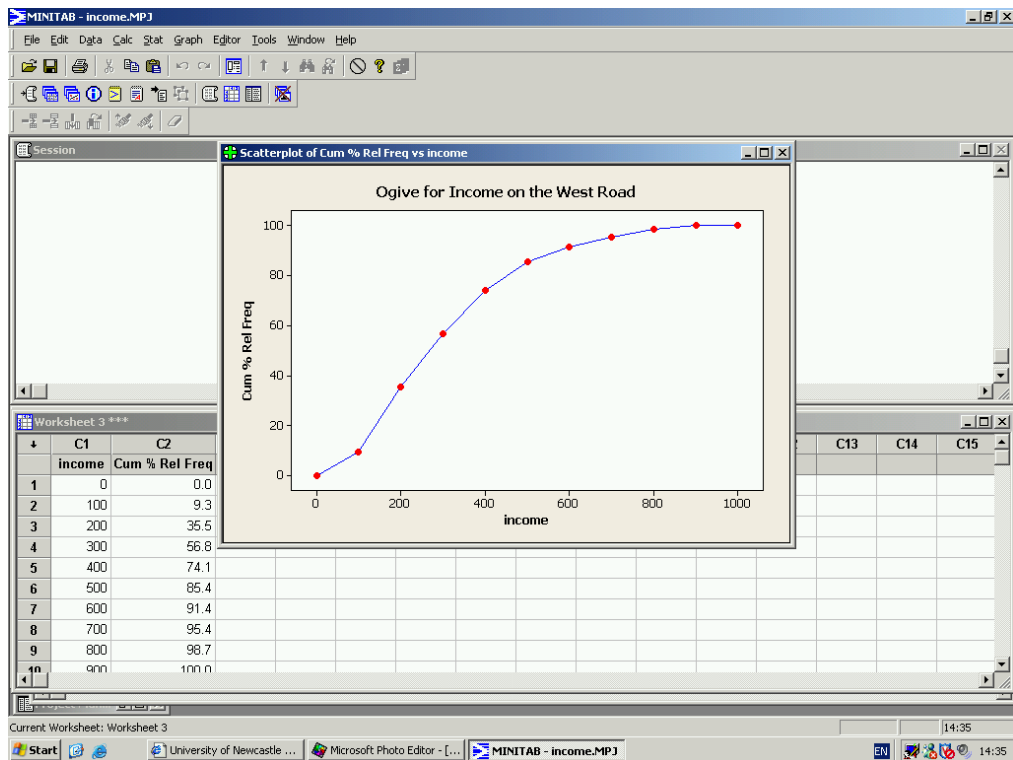 MINITAB - income.MPJ
File Edit Data Calc Stat Graph Editor Tools Window Help
Session
Scatterplot of Cum % Rel Freq vs income
Ogive for Income on the West Road
100
80
60
40
20
0
Cum % Rel Freq
0 200 400 600 800 1000
income
Worksheet 3 ***
C1 C2 C13 C14 C15
income Cum % Rel Freq
1 0 0.0
2 100 9.3
3 200 35.5
4 300 56.8
5 400 74.1
6 500 85.4
7 600 91.4
8 700 95.4
9 800 98.7
10 900 100.0
Current Worksheet: Worksheet 3 14:35
Start University of Newcastle ... Microsoft Photo Editor - [... MINITAB - income.MPJ EN 14:35